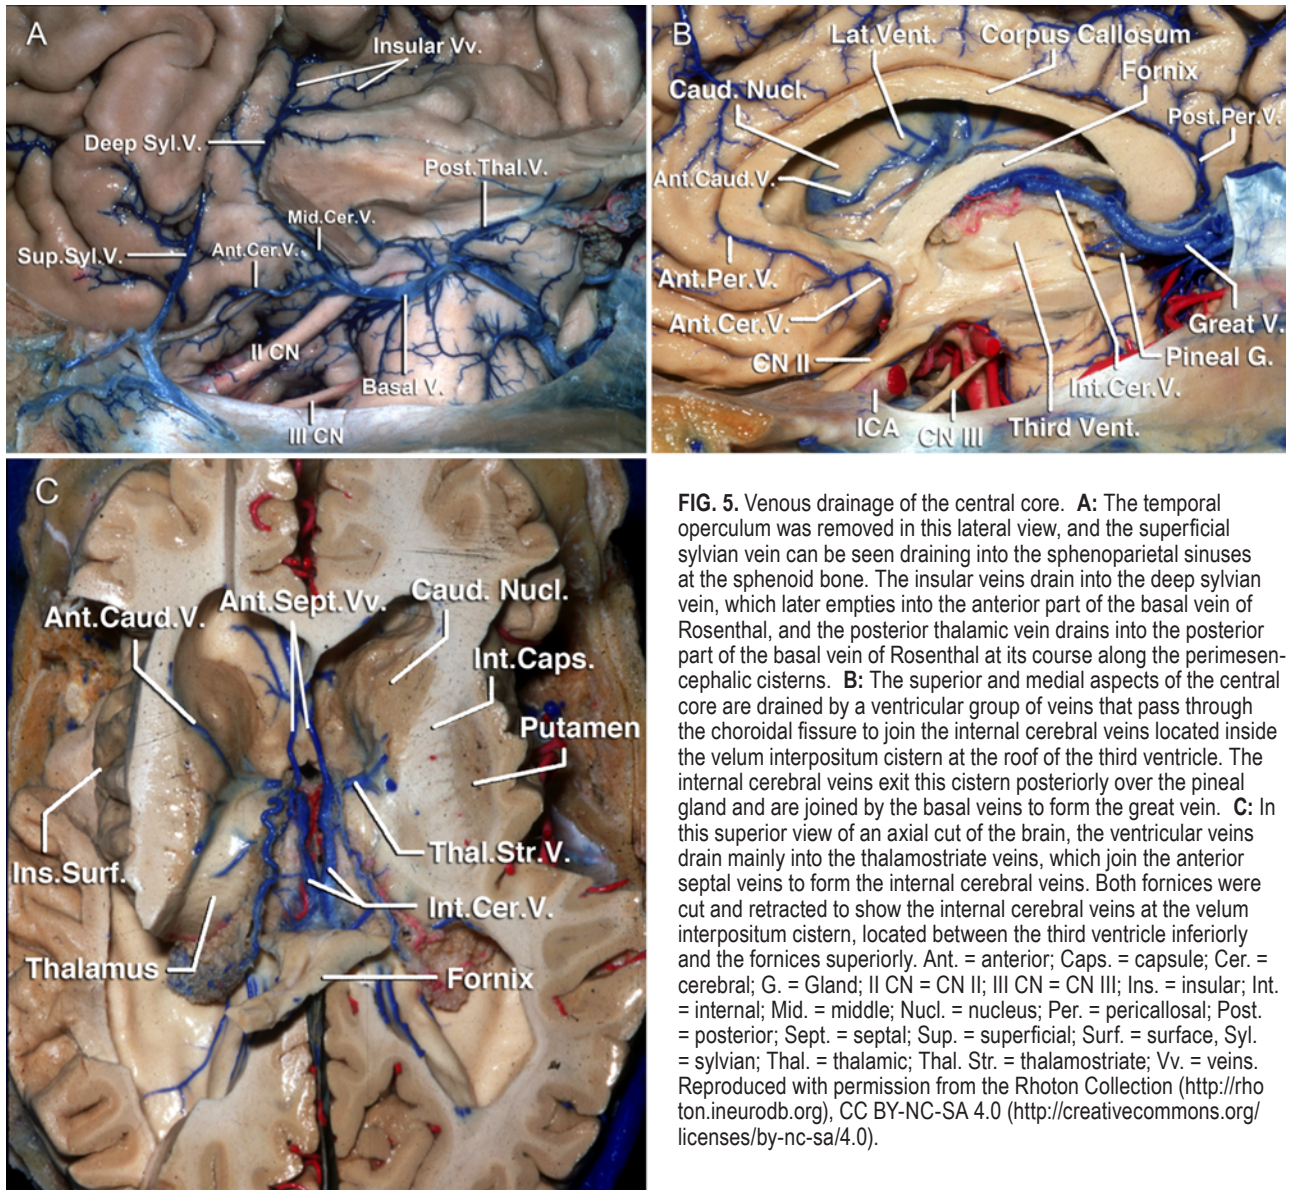 A
Insular Vv.
Deep Syl.V.
Post.Thal.V.
Mid.Cer.V.
Sup.Syl.V.
Ant.Cer.V.
II CN
Basal V.
III CN
B
Lat.Vent.
Corpus Callosum
Fornix
Caud. Nucl.
Post.Per.V.
Ant.Caud.V.
Ant.Per.V.
Ant.Cer.V.
Great V.
CN II
Pineal G.
Int.Cer.V.
ICA
CN III
Third Vent.
C
Ant.Caud.V.
Ant.Sept.Vv.
Caud. Nucl.
Int.Caps.
Putamen
Ins.Surf.
Thal.Str.V.
Int.Cer.V.
Thalamus
Fornix
FIG. 5. Venous drainage of the central core. A: The temporal
operculum was removed in this lateral view, and the superficial
sylvian vein can be seen draining into the sphenoparietal sinuses
at the sphenoid bone. The insular veins drain into the deep sylvian
vein, which later empties into the anterior part of the basal vein of
Rosenthal, and the posterior thalamic vein drains into the posterior
part of the basal vein of Rosenthal at its course along the perimesen-
cephalic cisterns. B: The superior and medial aspects of the central
core are drained by a ventricular group of veins that pass through
the choroidal fissure to join the internal cerebral veins located inside
the velum interpositum cistern at the roof of the third ventricle. The
internal cerebral veins exit this cistern posteriorly over the pineal
gland and are joined by the basal veins to form the great vein. C: In
this superior view of an axial cut of the brain, the ventricular veins
drain mainly into the thalamostriate veins, which join the anterior
septal veins to form the internal cerebral veins. Both fornices were
cut and retracted to show the internal cerebral veins at the velum
interpositum cistern, located between the third ventricle inferiorly
and the fornices superiorly. Ant. = anterior; Caps. = capsule; Cer. =
cerebral; G. = Gland; II CN = CN II; III CN = CN III; Ins. = insular; Int.
= internal; Mid. = middle; Nucl. = nucleus; Per. = pericallosal; Post.
= posterior; Sept. = septal; Sup. = superficial; Surf. = surface, Syl.
= sylvian; Thal. = thalamic; Thal. Str. = thalamostriate; Vv. = veins.
Reproduced with permission from the Rhoton Collection (http://rho
ton.ineurodb.org), CC BY-NC-SA 4.0 (http://creativecommons.org/
licenses/by-nc-sa/4.0).